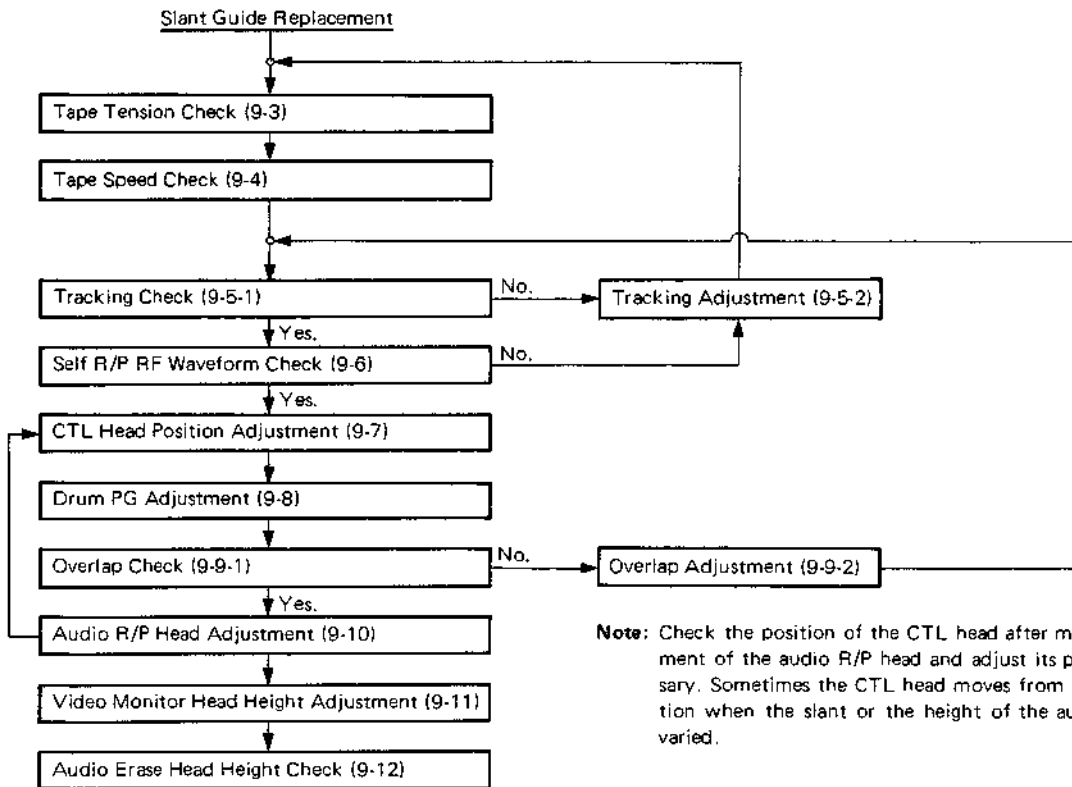 Slant Guide Replacement
Tape Tension Check (9-3)
Tape Speed Check (9-4)
Tracking Check (9-5-1)
No.
Tracking Adjustment (9-5-2)
Yes.
Self R/P RF Waveform Check (9-6)
No.
Yes.
CTL Head Position Adjustment (9-7)
Drum PG Adjustment (9-8)
Overlap Check (9-9-1)
No.
Overlap Adjustment (9-9-2)
Yes.
Audio R/P Head Adjustment (9-10)
Video Monitor Head Height Adjustment (9-11)
Audio Erase Head Height Check (9-12)
Note: Check the position of the CTL head after m
ment of the audio R/P head and adjust its p
sary. Sometimes the CTL head moves from
tion when the slant or the height of the au
varied.